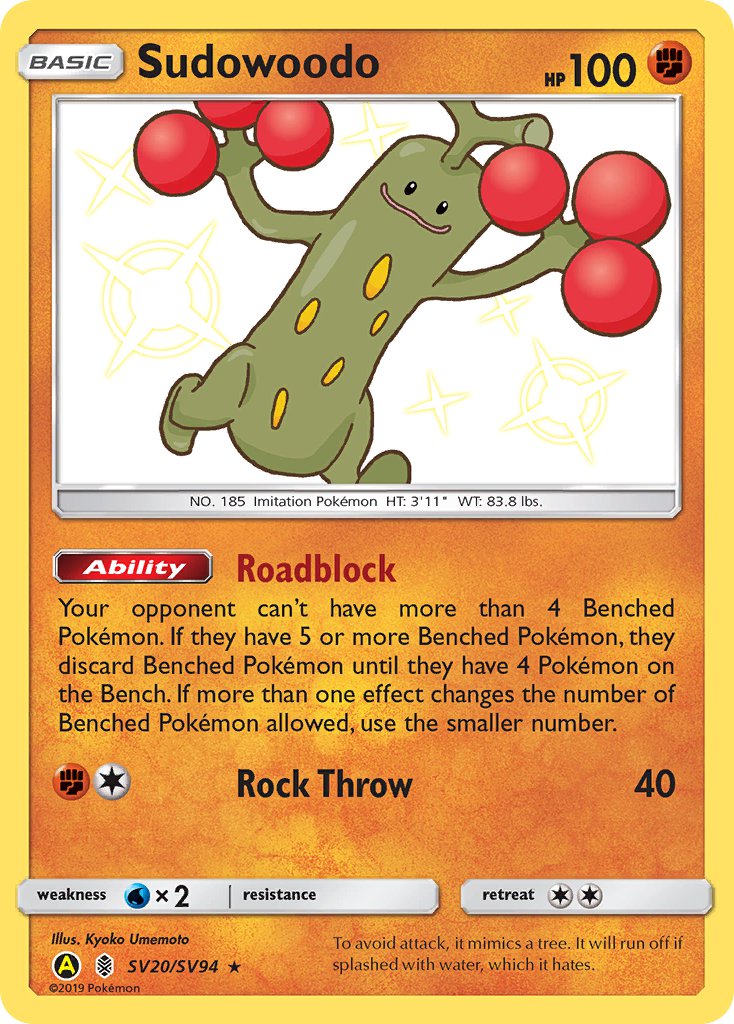 BASIC
Sudowoodo
HP 100
NO. 185 Imitation Pokémon HT: 3'11" WT: 83.8 lbs.
Ability Roadblock
Your opponent can't have more than 4 Benched
Pokémon. If they have 5 or more Benched Pokémon, they
discard Benched Pokémon until they have 4 Pokémon on
the Bench. If more than one effect changes the number of
Benched Pokémon allowed, use the smaller number.
Rock Throw 40
weakness × 2 resistance retreat
Illus. Kyoko Umemoto
A SV20/SV94 ★
©2019 Pokémon
To avoid attack, it mimics a tree. It will run off if
splashed with water, which it hates.